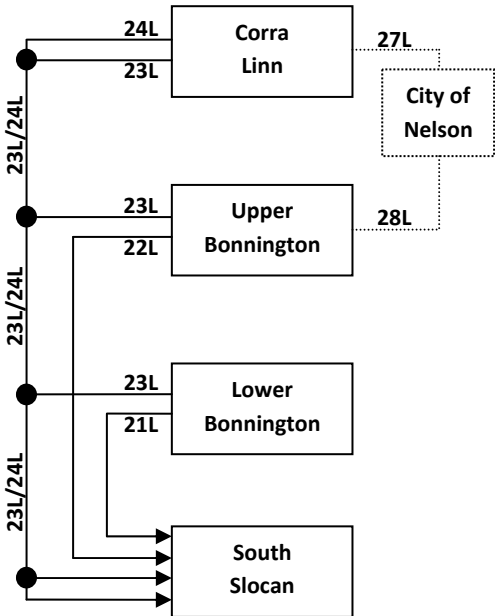 24L
Corra
Linn
27L
23L
City of
Nelson
23L/24L
23L
Upper
Bonnington
28L
22L
23L/24L
23L
Lower
Bonnington
21L
23L/24L
South
Slocan